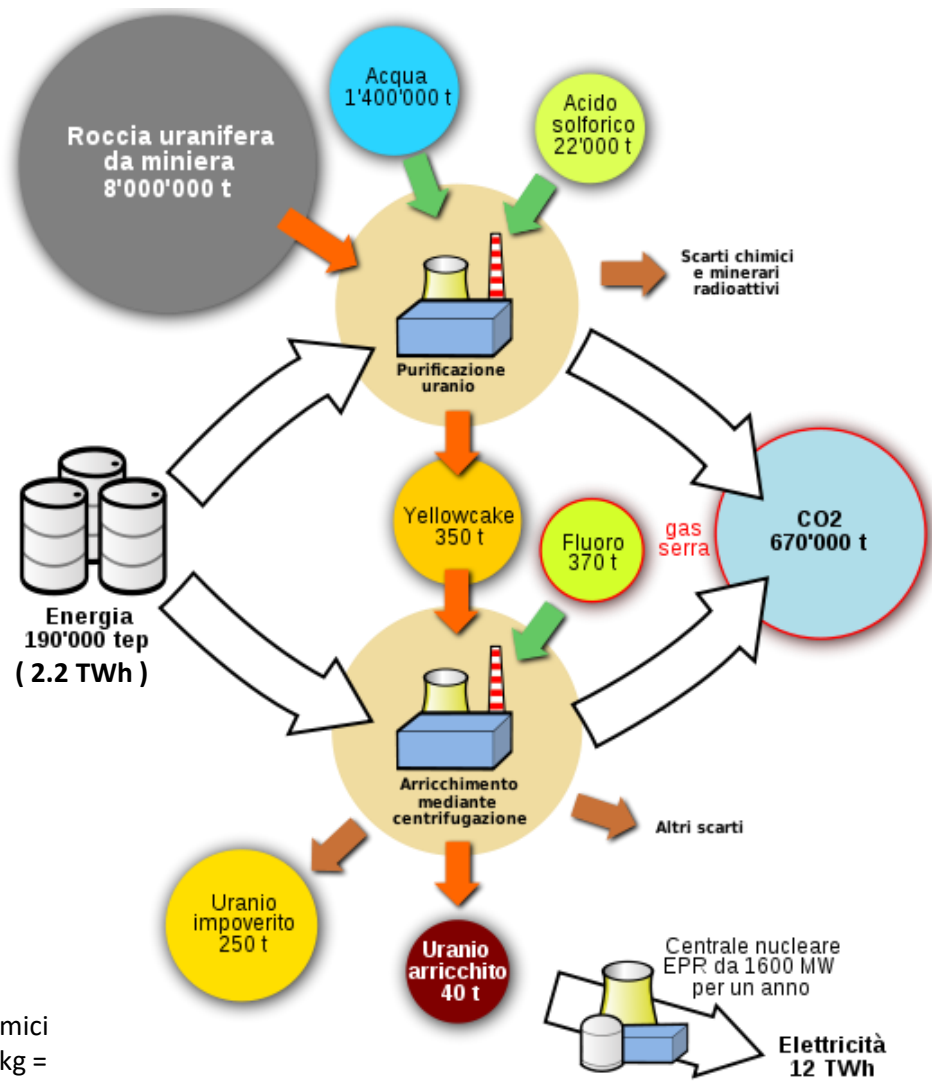 Roccia uranifera
da miniera
8'000'000 t
Acqua
1'400'000 t
Acido
solforico
22'000 t
Scarti chimici
e minerari
radioattivi
Purificazione
uranio
Yellowcake
350 t
Fluoro
370 t
gas
serra
CO2
670'000 t
Energia
190'000 tep
( 2.2 TWh )
Arricchimento
mediante
centrifugazione
Altri scarti
Uranio
impoverito
250 t
Uranio
arricchito
40 t
Centrale nucleare
EPR da 1600 MW
per un anno
Elettricità
12 TWh
mici
kg =